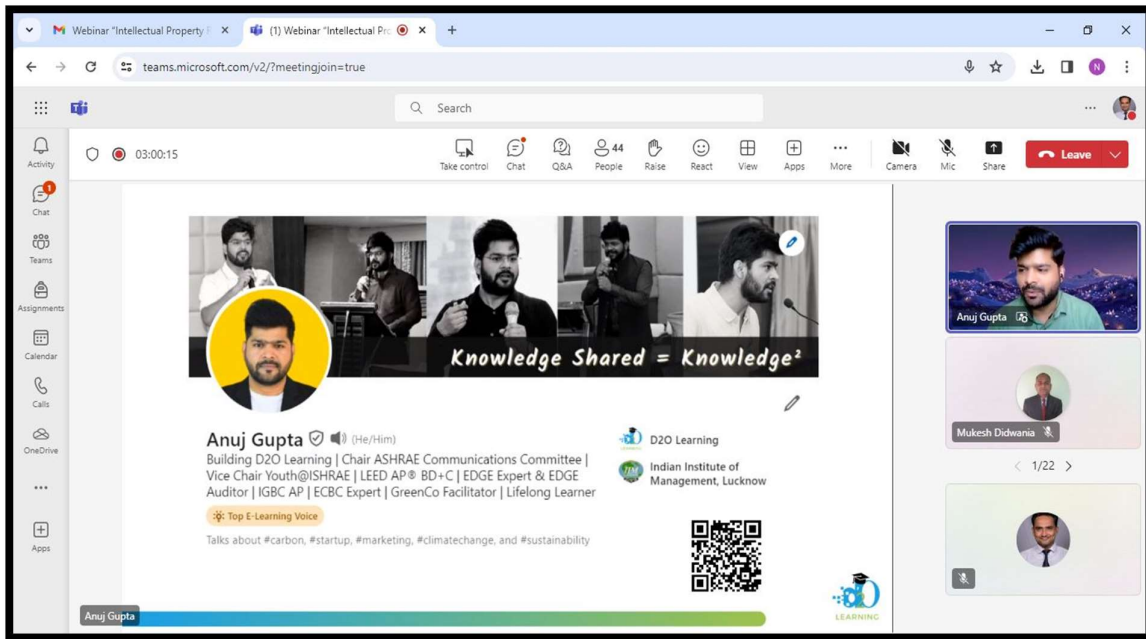 Webinar "Intellectual Property
(1) Webinar "Intellectual Pro
teams.microsoft.com/v2/?meetingjoin=true
N
Search
Activity
Chat
1
Teams
Assignments
Calendar
Calls
OneDrive
Apps
03:00:15
Take control
Chat
Q&A
44
People
Raise
React
View
Apps
More
Camera
Mic
Share
Leave
Knowledge Shared = Knowledge²
Anuj Gupta (He/Him)
Building D2O Learning | Chair ASHRAE Communications Committee |
Vice Chair Youth@ISHRAE | LEED AP® BD+C | EDGE Expert & EDGE
Auditor | IGBC AP | ECBC Expert | GreenCo Facilitator | Lifelong Learner
Top E-Learning Voice
Talks about #carbon, #startup, #marketing, #climatechange, and #sustainability
D2O Learning
Indian Institute of
Management, Lucknow
LEARNING
Anuj Gupta
Anuj Gupta
Mukesh Didwania
1/22